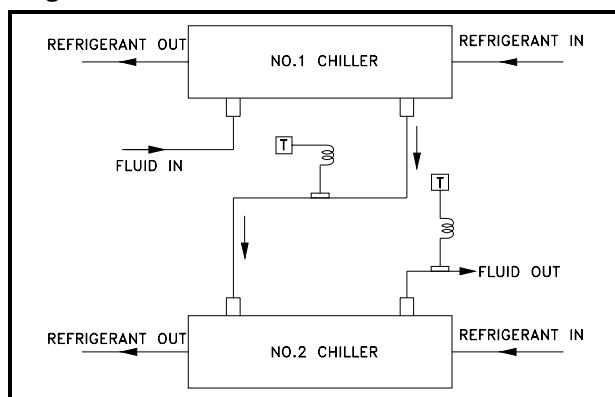 REFRIGERANT OUT
REFRIGERANT IN
NO.1 CHILLER
FLUID IN
T
T
FLUID OUT
REFRIGERANT OUT
REFRIGERANT IN
NO.2 CHILLER